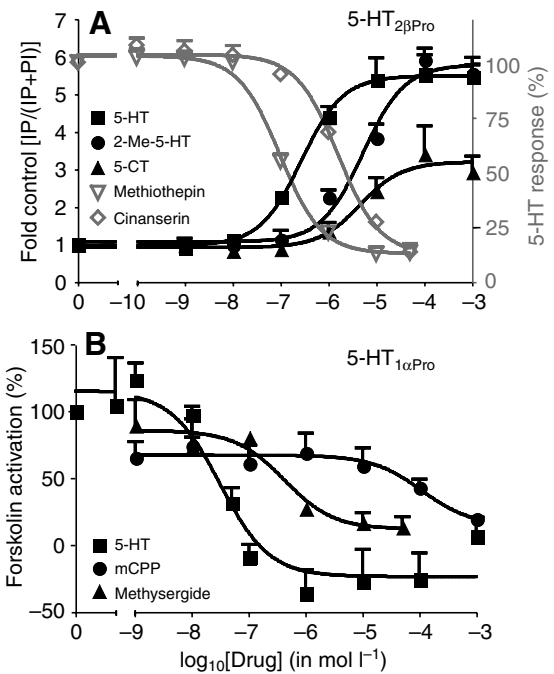 A
5-HT2βPro
7
6
5
4
3
2
1
0
Fold control [IP/(IP+PI)]
100
75
50
25
0
5-HT response (%)
5-HT
2-Me-5-HT
5-CT
Methiothepin
Cinanserin
0 –10 –9 –8 –7 –6 –5 –4 –3
B
5-HT1αPro
150
100
50
0
–50
Forskolin activation (%)
5-HT
mCPP
Methysergide
0 –9 –8 –7 –6 –5 –4 –3
log10[Drug] (in mol l–1)